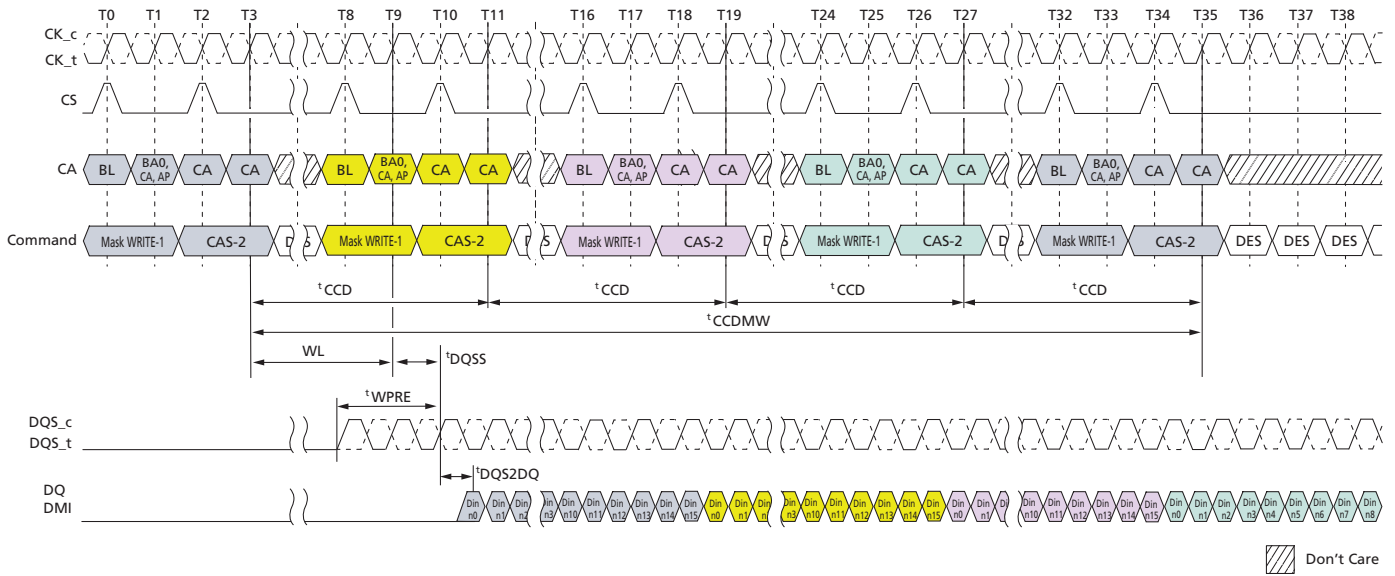 T0 T1 T2 T3 T8 T9 T10 T11 T16 T17 T18 T19 T24 T25 T26 T27 T32 T33 T34 T35 T36 T37 T38
CK_c
CK_t
CS
CA BL BA0, CA, AP CA CA BL BA0, CA, AP CA CA BL BA0, CA, AP CA CA BL BA0, CA, AP CA CA BL BA0, CA, AP CA CA
Command Mask WRITE-1 CAS-2 Mask WRITE-1 CAS-2 Mask WRITE-1 CAS-2 Mask WRITE-1 CAS-2 Mask WRITE-1 CAS-2 DES DES DES
tCCD tCCD tCCD tCCD
tCCDMW
WL tDQSS
tWPRE
DQS_c
DQS_t
tDQS2DQ
DQ
DMI
Din n0 Din n1 Din n2 Din n3 Din n10 Din n11 Din n12 Din n13 Din n14 Din n15 Din n0 Din n1 Din n Din n3 Din n10 Din n11 Din n12 Din n13 Din n14 Din n15 Din n0 Din n1 Din n10 Din n11 Din n12 Din n13 Din n14 Din n15 Din n0 Din n1 Din n2 Din n3 Din n4 Din n5 Din n6 Din n7 Din n8
Don't Care